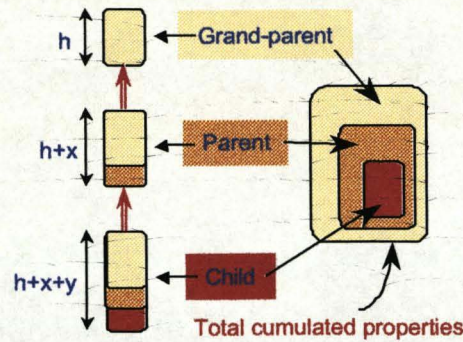 h
Grand-parent
h+x
Parent
h+x+y
Child
Total cumulated properties